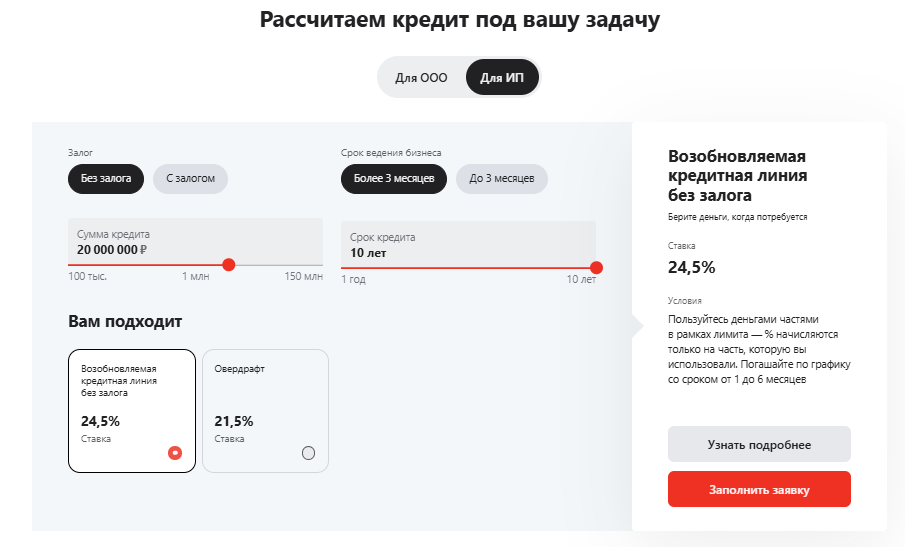 Рассчитаем кредит под вашу задачу
Для ООО
Для ИП
Залог
Без залога
С залогом
Срок ведения бизнеса
Более 3 месяцев
До 3 месяцев
Сумма кредита
20 000 000 ₽
100 тыс.
1 млн
150 млн
Срок кредита
10 лет
1 год
10 лет
Вам подходит
Возобновляемая
кредитная линия
без залога
24,5%
Ставка
Овердрафт
21,5%
Ставка
Возобновляемая
кредитная линия
без залога
Берите деньги, когда потребуется
Ставка
24,5%
Условия
Пользуйтесь деньгами частями
в рамках лимита — % начисляются
только на часть, которую вы
использовали. Погашайте по графику
со сроком от 1 до 6 месяцев
Узнать подробнее
Заполнить заявку